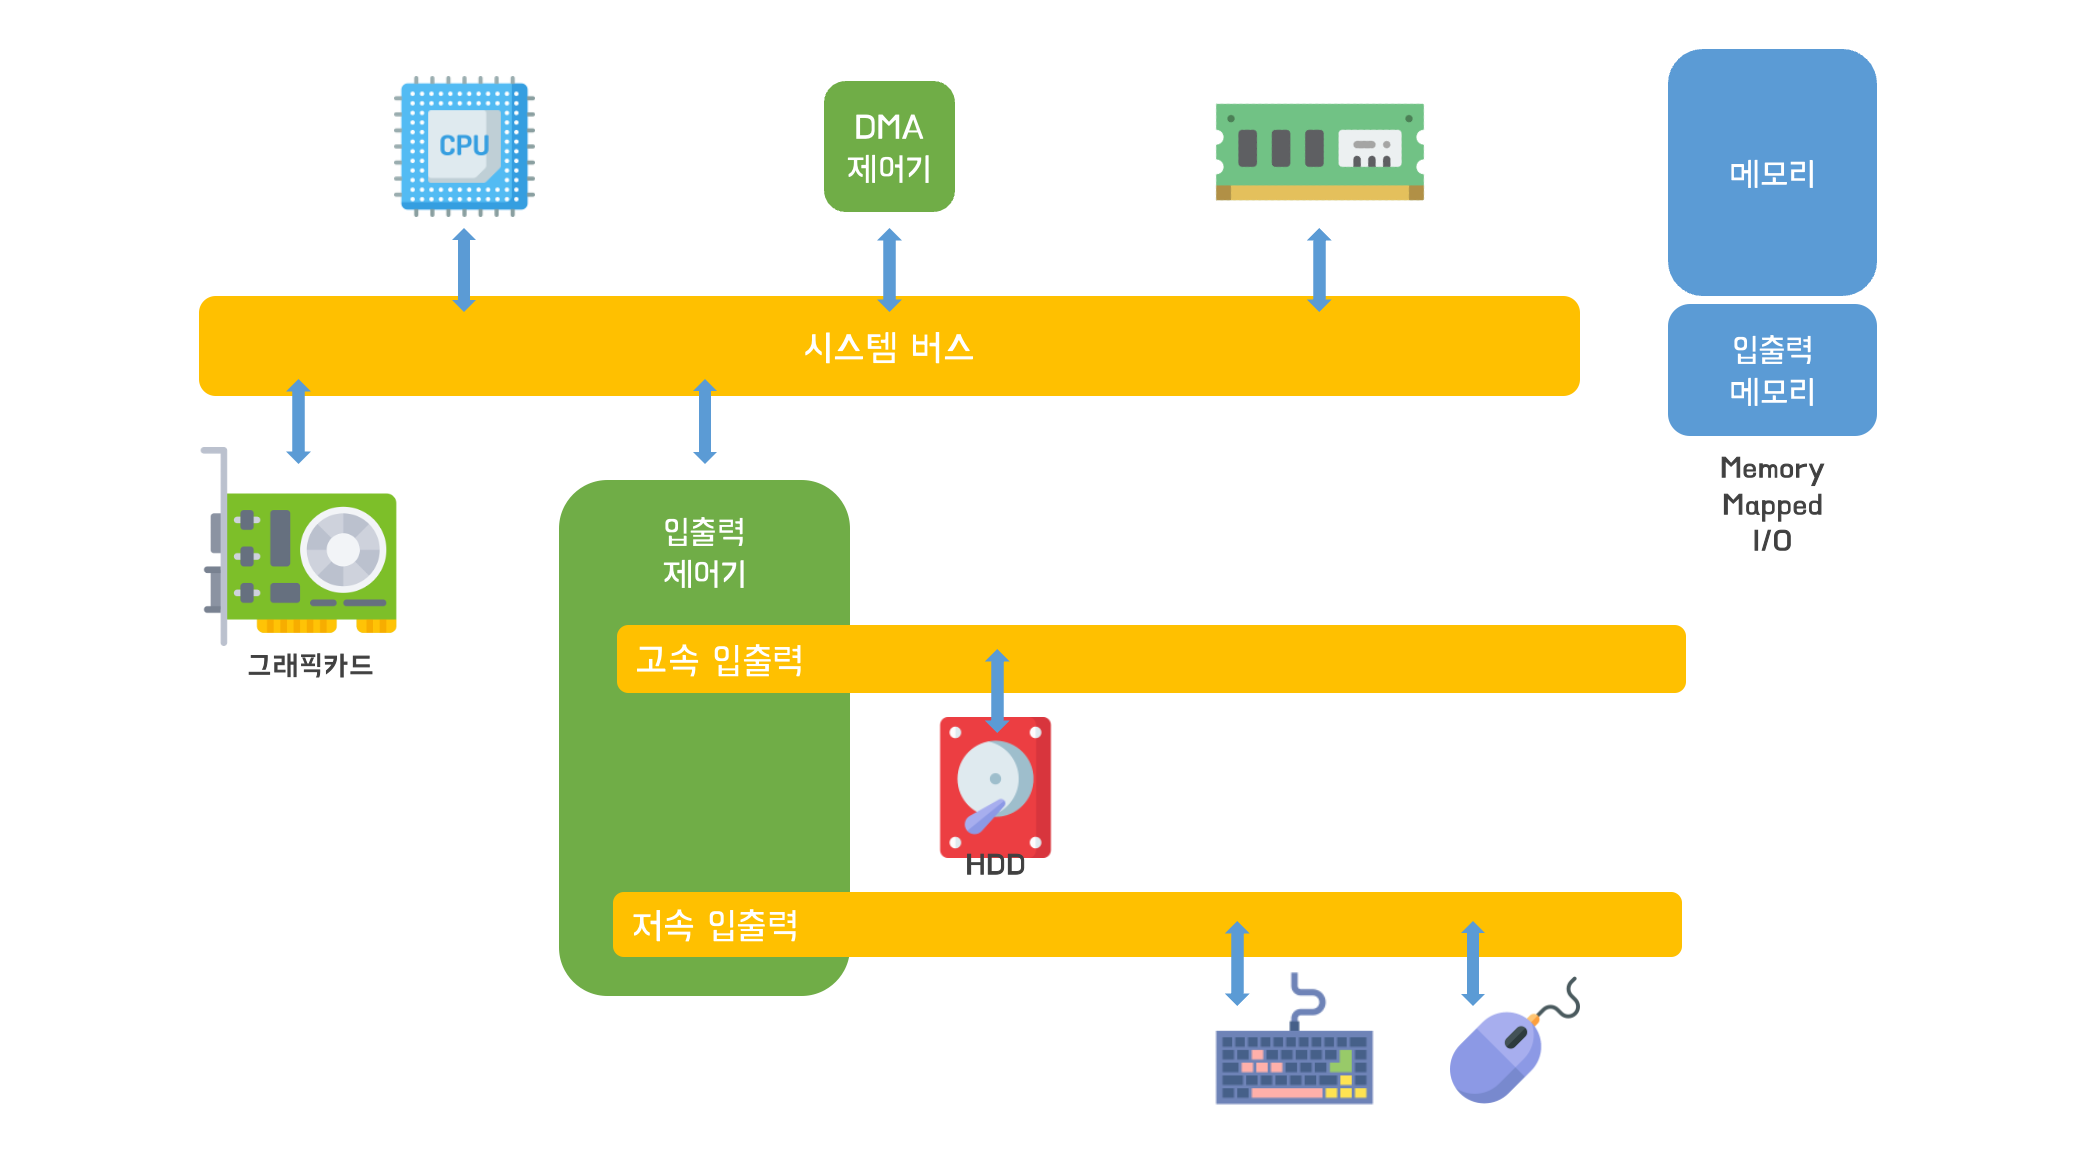 CPU
DMA
제어기
메모리
시스템 버스
입출력
메모리
Memory
Mapped
I/O
그래픽카드
입출력
제어기
고속 입출력
HDD
저속 입출력